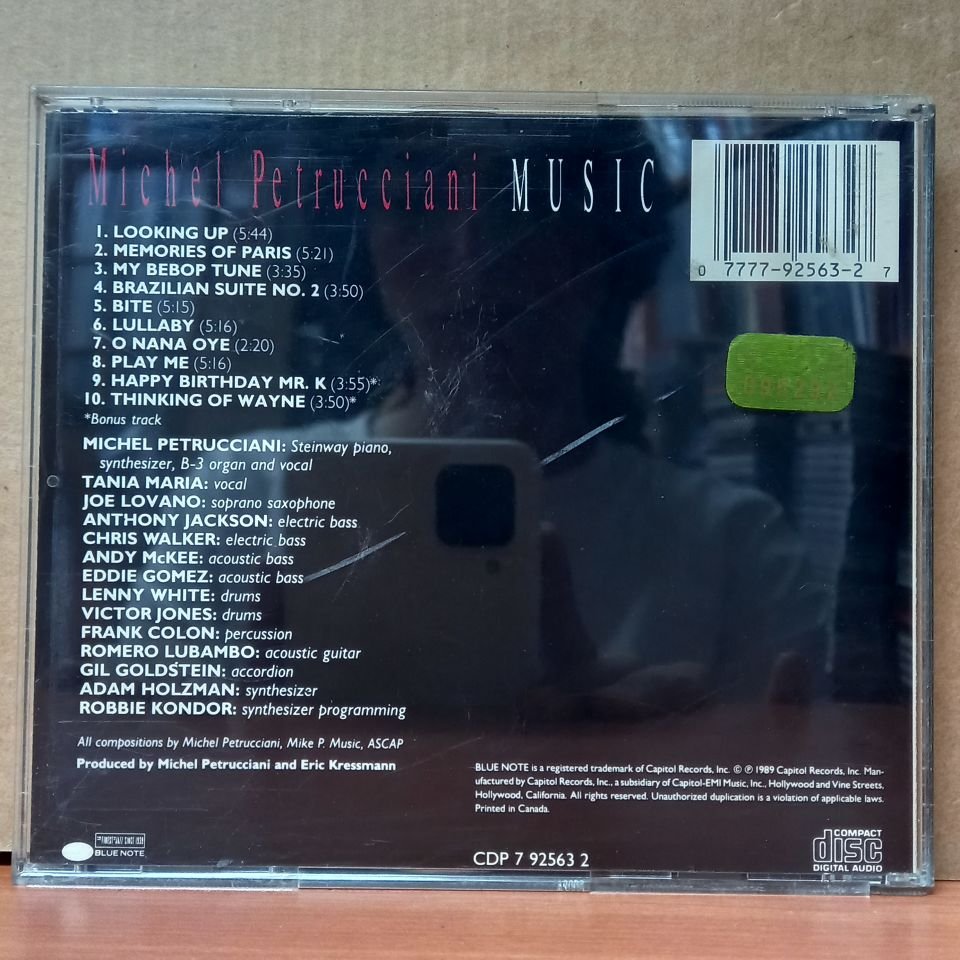 Michel Petrucciani MUSIC
1. LOOKING UP (5:44)
2. MEMORIES OF PARIS (5:21)
3. MY BEBOP TUNE (3:35)
4. BRAZILIAN SUITE NO. 2 (3:50)
5. BITE (5:15)
6. LULLABY (5:16)
7. O NANA OYE (2:20)
8. PLAY ME (5:16)
9. HAPPY BIRTHDAY MR. K (3:55)*
10. THINKING OF WAYNE (3:50)*
*Bonus track
0 7777-92563-2 7
MICHEL PETRUCCIANI: Steinway piano,
synthesizer, B-3 organ and vocal
TANIA MARIA: vocal
JOE LOVANO: soprano saxophone
ANTHONY JACKSON: electric bass
CHRIS WALKER: electric bass
ANDY McKEE: acoustic bass
EDDIE GOMEZ: acoustic bass
LENNY WHITE: drums
VICTOR JONES: drums
FRANK COLON: percussion
ROMERO LUBAMBO: acoustic guitar
GIL GOLDSTEIN: accordion
ADAM HOLZMAN: synthesizer
ROBBIE KONDOR: synthesizer programming
All compositions by Michel Petrucciani, Mike P. Music, ASCAP
Produced by Michel Petrucciani and Eric Kressmann
BLUE NOTE is a registered trademark of Capitol Records, Inc. © ℗ 1989 Capitol Records, Inc. Man-
ufactured by Capitol Records, Inc., a subsidiary of Capitol-EMI Music, Inc., Hollywood and Vine Streets,
Hollywood, California. All rights reserved. Unauthorized duplication is a violation of applicable laws.
Printed in Canada.
THE FINEST IN JAZZ SINCE 1939
BLUE NOTE
CDP 7 92563 2
COMPACT
disc
DIGITAL AUDIO